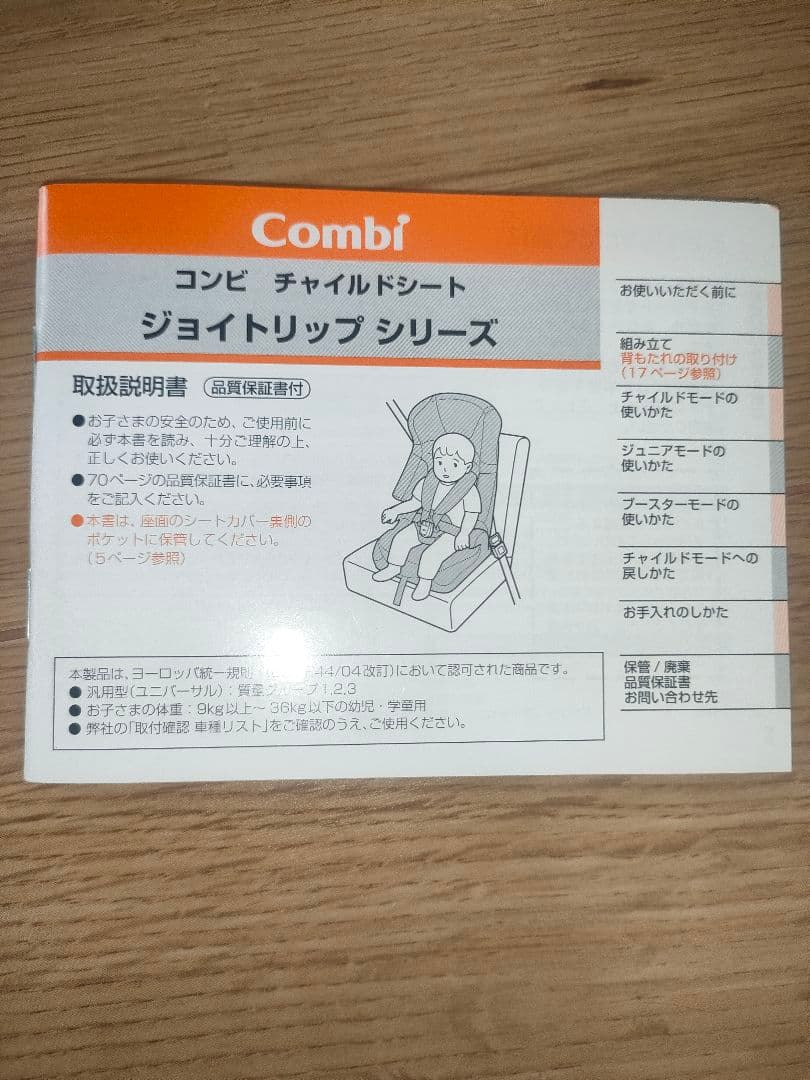 Combi
コンビ チャイルドシート
ジョイトリップ シリーズ
取扱説明書 品質保証書付
●お子さまの安全のため、ご使用前に
必ず本書を読み、十分ご理解の上、
正しくお使いください。
●70ページの品質保証書に、必要事項
をご記入ください。
●本書は、座面のシートカバー裏側の
ポケットに保管してください。
(5ページ参照)
本製品は、ヨーロッパ統一規則 44/04改訂)において認可された商品です。
● 汎用型(ユニバーサル):質量グループ1,2,3
● お子さまの体重:9kg以上~36kg以下の幼児・学童用
● 弊社の「取付確認 車種リスト」をご確認のうえ、ご使用ください。
お使いいただく前に
組み立て
背もたれの取り付け
(17ページ参照)
チャイルドモードの
使いかた
ジュニアモードの
使いかた
ブースターモードの
使いかた
チャイルドモードへの
戻しかた
お手入れのしかた
保管/廃棄
品質保証書
お問い合わせ先